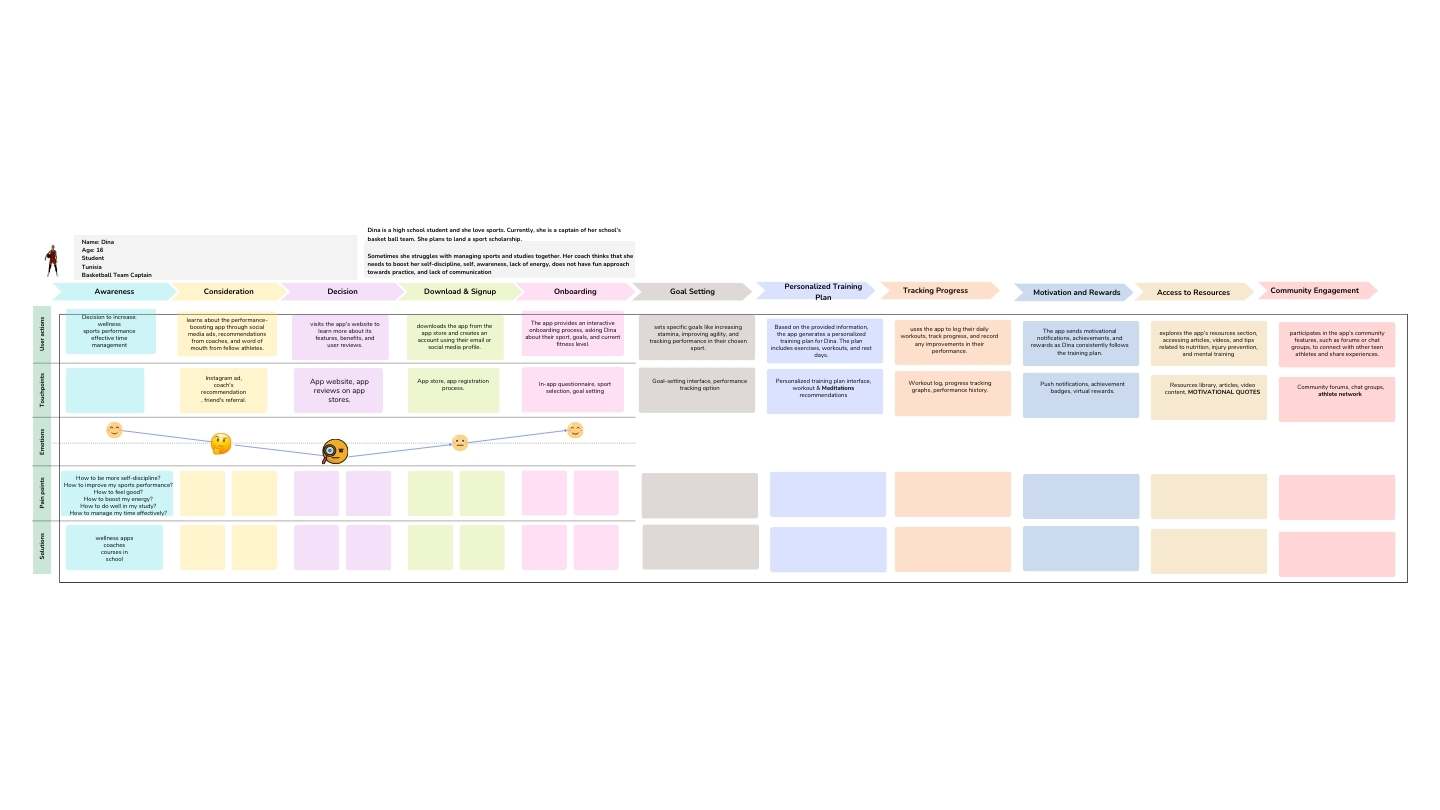 Name: Dina
Age: 16
Student
Tunisia
Basketball Team Captain
Dina is a high school student and she love sports. Currently, she is a captain of her school's
basket ball team. She plans to land a sport scholarship.
Sometimes she struggles with managing sports and studies together. Her coach thinks that she
needs to boost her self-discipline, self, awareness, lack of energy, does not have fun approach
towards practice, and lack of communication
Awareness
Consideration
Decision
Download & Signup
Onboarding
Goal Setting
Personalized Training
Plan
Tracking Progress
Motivation and Rewards
Access to Resources
Community Engagement
User actions
Decision to increase
wellness
sports performance
effective time
management
learns about the performance-
boosting app through social
media ads, recommendations
from coaches, and word of
mouth from fellow athletes.
visits the app's website to
learn more about its
features, benefits, and
user reviews.
downloads the app from the
app store and creates an
account using their email or
social media profile.
The app provides an interactive
onboarding process, asking Dina
about their sport, goals, and current
fitness level.
sets specific goals like increasing
stamina, improving agility, and
tracking performance in their chosen
sport.
Based on the provided information,
the app generates a personalized
training plan for Dina. The plan
includes exercises, workouts, and rest
days.
uses the app to log their daily
workouts, track progress, and record
any improvements in their
performance.
The app sends motivational
notifications, achievements, and
rewards as Dina consistently follows
the training plan.
explores the app's resources section,
accessing articles, videos, and tips
related to nutrition, injury prevention,
and mental training
participates in the app's community
features, such as forums or chat
groups, to connect with other teen
athletes and share experiences.
Touchpoints
Instagram ad,
coach's
recommendation
, friend's referral.
App website, app
reviews on app
stores.
App store, app registration
process.
In-app questionnaire, sport
selection, goal setting
Goal-setting interface, performance
tracking option
Personalized training plan interface,
workout & Meditations
recommendations
Workout log, progress tracking
graphs, performance history.
Push notifications, achievement
badges, virtual rewards.
Resources library, articles, video
content, MOTIVATIONAL QUOTES
Community forums, chat groups,
athlete network
Emotions
Pain points
How to be more self-discipline?
How to improve my sports performance?
How to feel good?
How to boost my energy?
How to do well in my study?
How to manage my time effectively?
Solutions
wellness apps
coaches
courses in
school